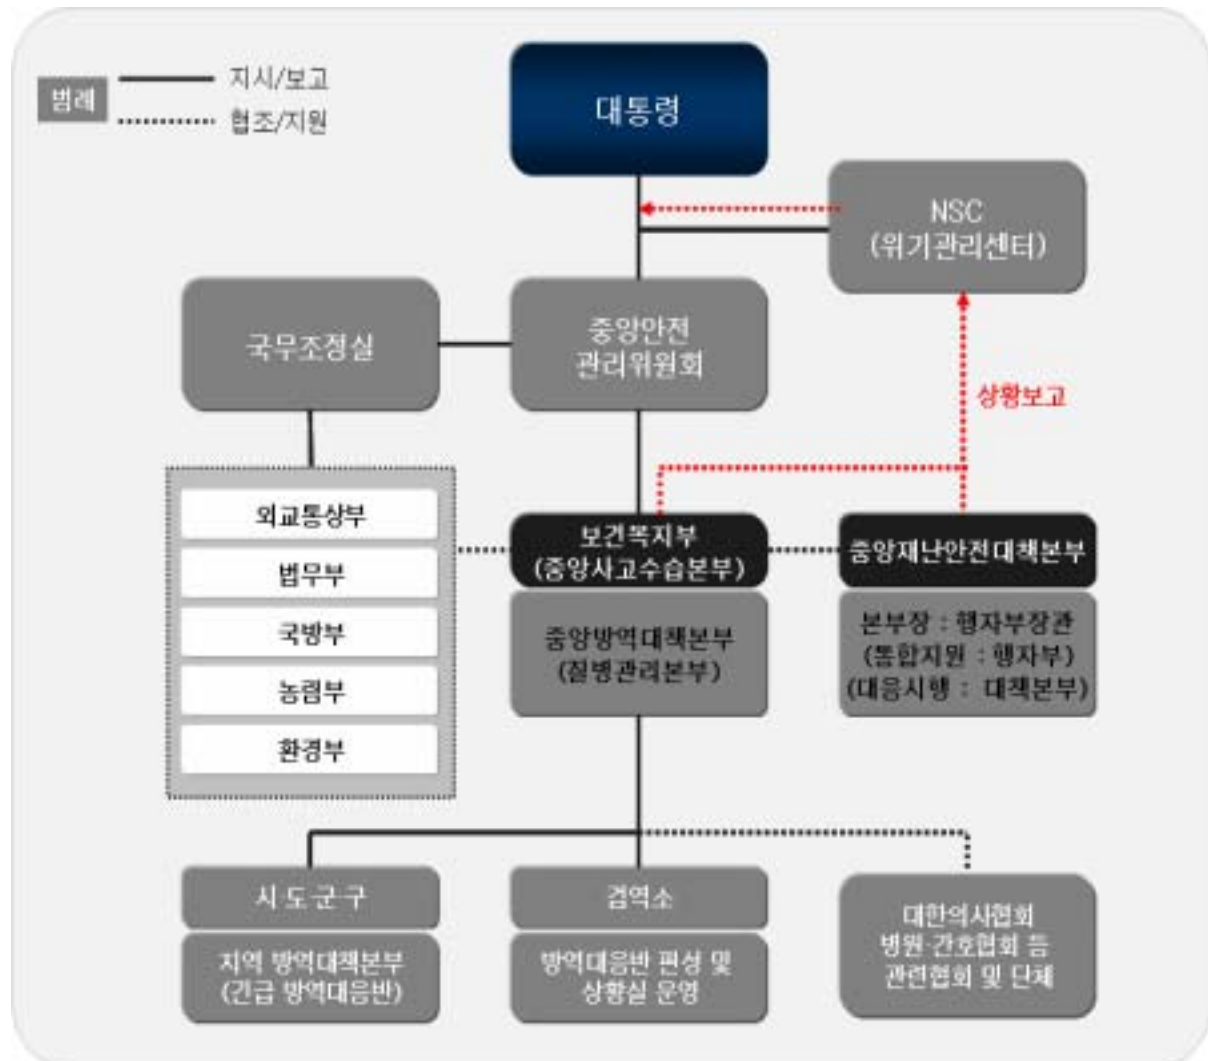 범례
지시/보고
협조/지원
대통령
NSC
(위기관리센터)
국무조정실
중앙안전
관리위원회
상황보고
외교통상부
법무부
국방부
농림부
환경부
보건복지부
(중앙사고수습본부)
중앙방역대책본부
(질병관리본부)
중앙재난안전대책본부
본부장 : 행자부장관
(통합지원 : 행자부)
(대응시행 : 대책본부)
시·도·군·구
지역 방역대책본부
(긴급 방역대응반)
검역소
방역대응반 편성 및
상황실 운영
대한의사협회
병원·간호협회 등
관련협회 및 단체